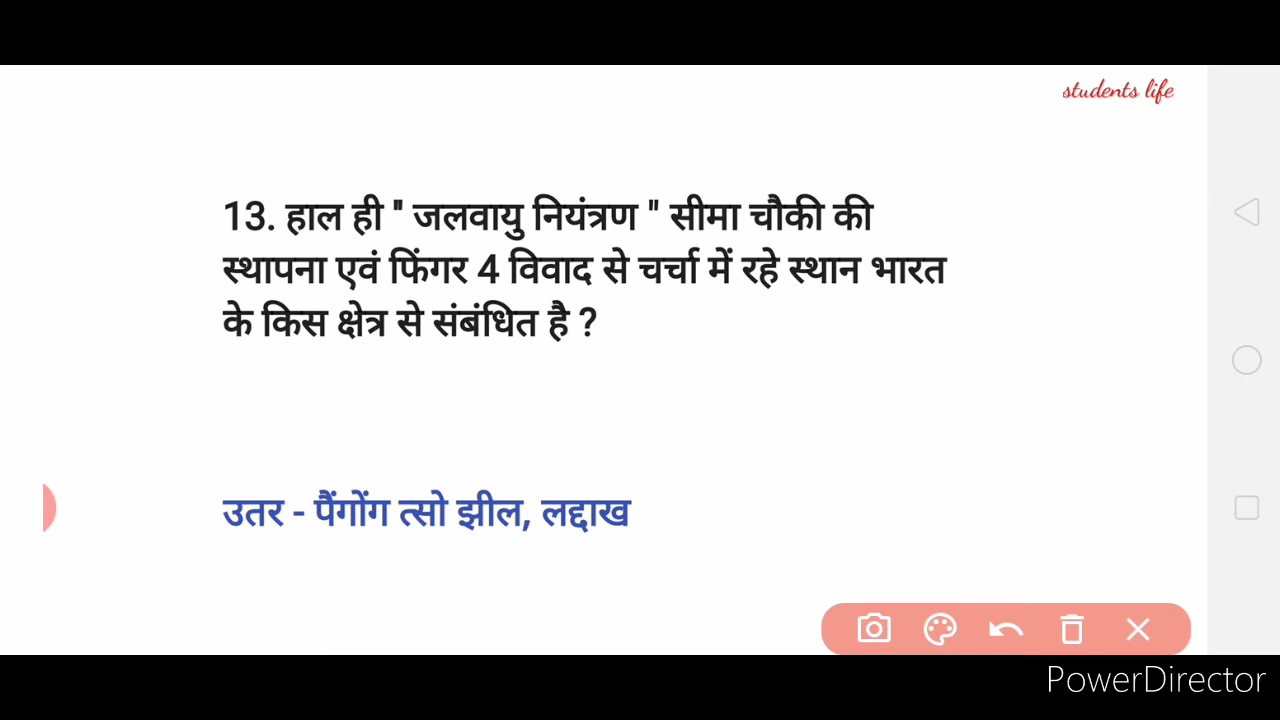 students life
13. हाल ही " जलवायु नियंत्रण " सीमा चौकी की
स्थापना एवं फिंगर 4 विवाद से चर्चा में रहे स्थान भारत
के किस क्षेत्र से संबंधित है ?
उतर - पैंगोंग त्सो झील, लद्दाख
PowerDirector